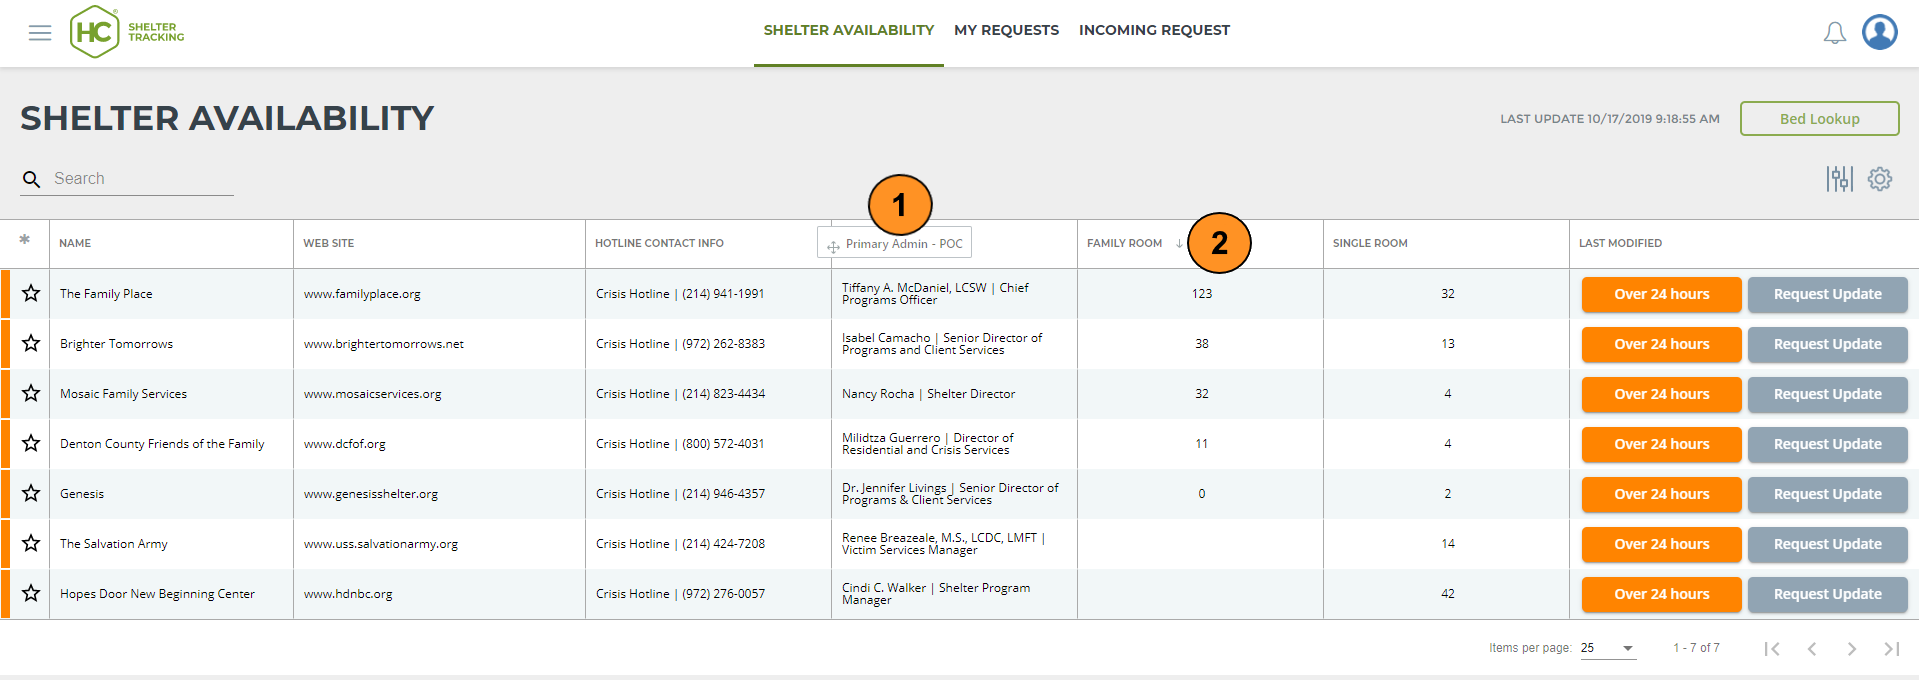 HC® SHELTER TRACKING
SHELTER AVAILABILITY MY REQUESTS INCOMING REQUEST
SHELTER AVAILABILITY
LAST UPDATE 10/17/2019 9:18:55 AM
Bed Lookup
Search
1
* NAME WEB SITE HOTLINE CONTACT INFO Primary Admin - POC FAMILY ROOM ↓ 2 SINGLE ROOM LAST MODIFIED
The Family Place www.familyplace.org Crisis Hotline | (214) 941-1991 Tiffany A. McDaniel, LCSW | Chief
Programs Officer 123 32 Over 24 hours Request Update
Brighter Tomorrows www.brightertomorrows.net Crisis Hotline | (972) 262-8383 Isabel Camacho | Senior Director of
Programs and Client Services 38 13 Over 24 hours Request Update
Mosaic Family Services www.mosaicservices.org Crisis Hotline | (214) 823-4434 Nancy Rocha | Shelter Director 32 4 Over 24 hours Request Update
Denton County Friends of the Family www.dcfof.org Crisis Hotline | (800) 572-4031 Milidtza Guerrero | Director of
Residential and Crisis Services 11 4 Over 24 hours Request Update
Genesis www.genesisshelter.org Crisis Hotline | (214) 946-4357 Dr. Jennifer Livings | Senior Director of
Programs & Client Services 0 2 Over 24 hours Request Update
The Salvation Army www.uss.salvationarmy.org Crisis Hotline | (214) 424-7208 Renee Breazeale, M.S., LCDC, LMFT |
Victim Services Manager 14 Over 24 hours Request Update
Hopes Door New Beginning Center www.hdnbc.org Crisis Hotline | (972) 276-0057 Cindi C. Walker | Shelter Program
Manager 42 Over 24 hours Request Update
Items per page: 25 1 - 7 of 7